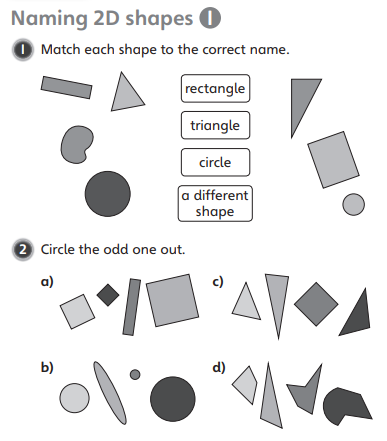 Naming 2D shapes 1
1 Match each shape to the correct name.
rectangle
triangle
circle
a different
shape
2 Circle the odd one out.
a)
c)
b)
d)